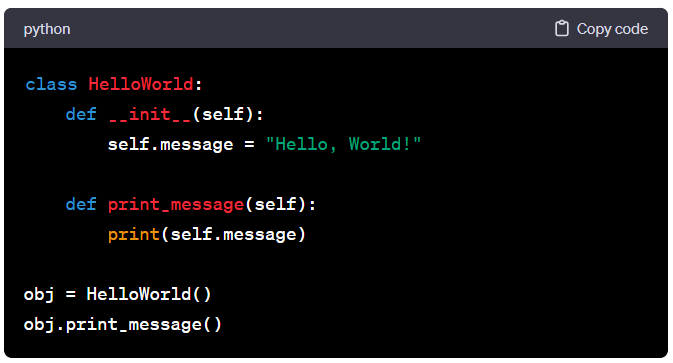 python
Copy code
class HelloWorld:
    def __init__(self):
        self.message = "Hello, World!"

    def print_message(self):
        print(self.message)

obj = HelloWorld()
obj.print_message()